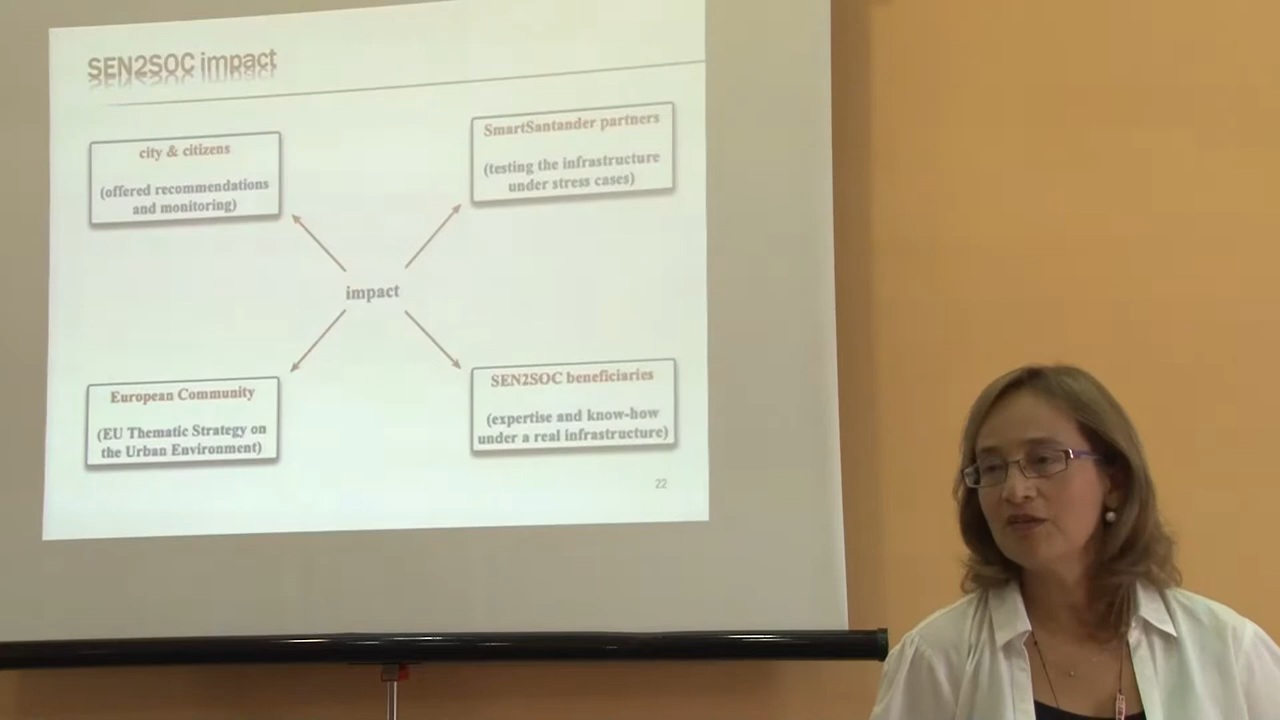 SEN2SOC impact
city & citizens
(offered recommendations
and monitoring)
SmartSantander partners
(testing the infrastructure
under stress cases)
impact
European Community
(EU Thematic Strategy on
the Urban Environment)
SEN2SOC beneficiaries
(expertise and know-how
under a real infrastructure)
22